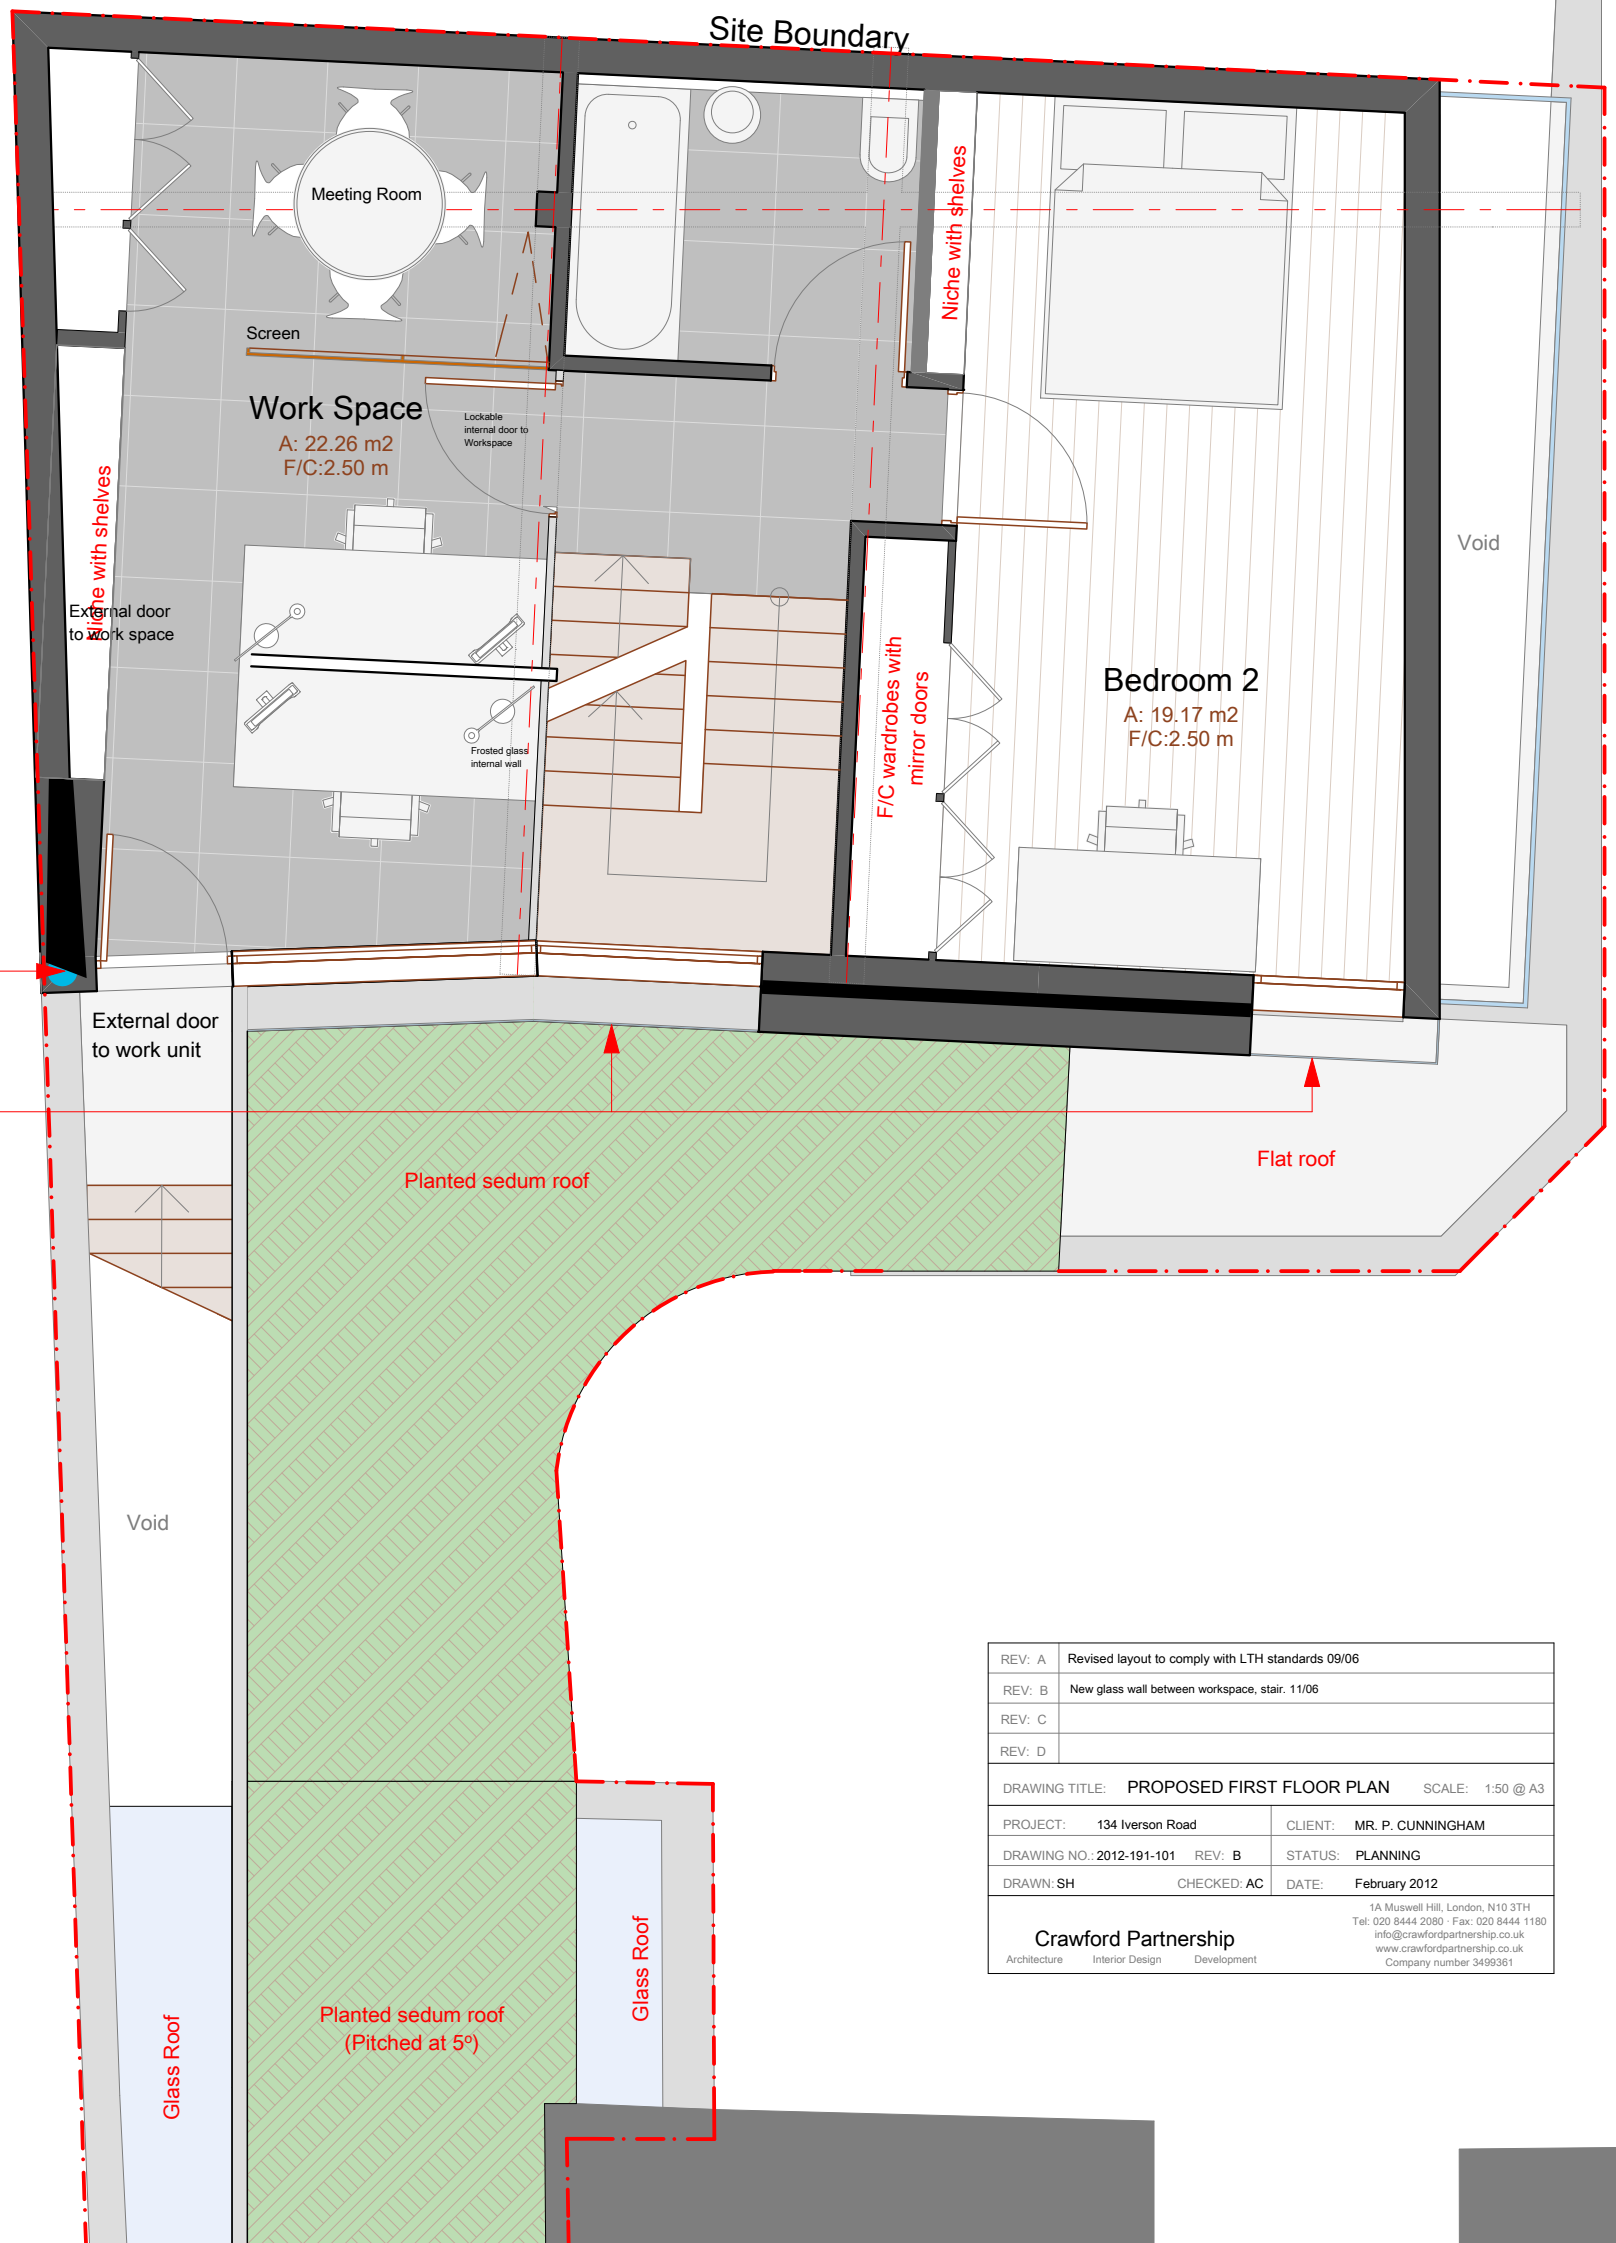 Site Boundary
Meeting Room
Niche with shelves
Screen
Work Space
A: 22.26 m2
F/C:2.50 m
Lockable
internal door to
Workspace
Niche with shelves
External door
to work space
Void
Frosted glass
internal wall
F/C wardrobes with
mirror doors
Bedroom 2
A: 19.17 m2
F/C:2.50 m
External door
to work unit
Planted sedum roof
Flat roof
Void
Glass Roof
Planted sedum roof
(Pitched at 5º)
Glass Roof
REV: A Revised layout to comply with LTH standards 09/06
REV: B New glass wall between workspace, stair. 11/06
REV: C
REV: D
DRAWING TITLE: PROPOSED FIRST FLOOR PLAN SCALE: 1:50 @ A3
PROJECT: 134 Iverson Road CLIENT: MR. P. CUNNINGHAM
DRAWING NO.: 2012-191-101 REV: B STATUS: PLANNING
DRAWN: SH CHECKED: AC DATE: February 2012
Crawford Partnership
Architecture Interior Design Development
1A Muswell Hill, London, N10 3TH
Tel: 020 8444 2080 · Fax: 020 8444 1180
info@crawfordpartnership.co.uk
www.crawfordpartnership.co.uk
Company number 3499361